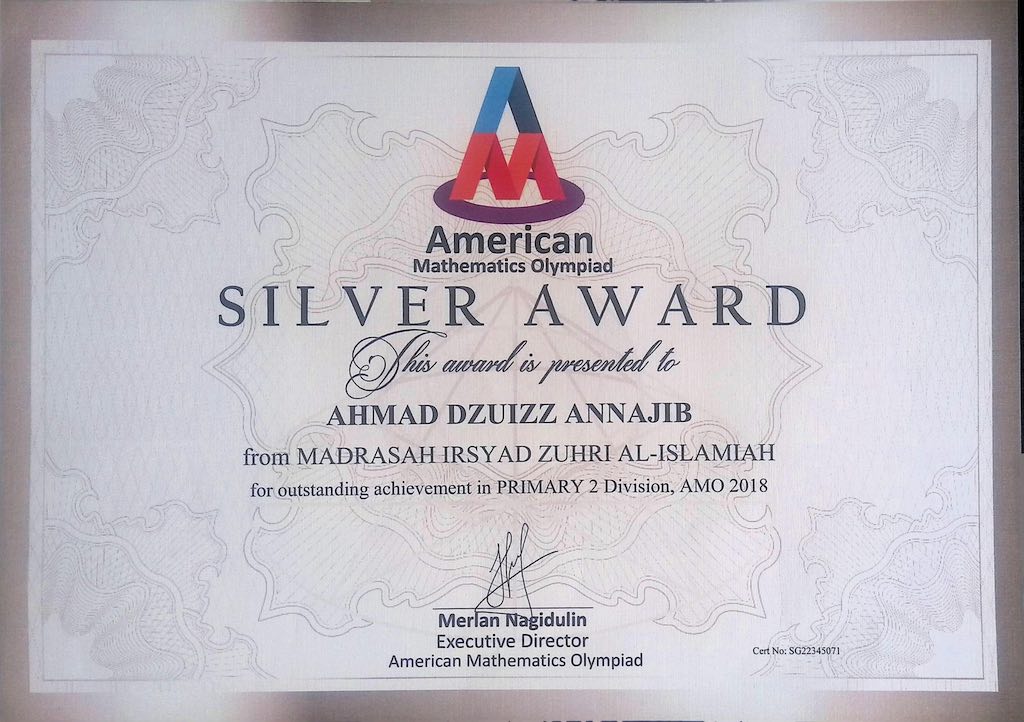 American
Mathematics Olympiad
SILVER AWARD
This award is presented to
AHMAD DZUIZZ ANNAJIB
from MADRASAH IRSYAD ZUHRI AL-ISLAMIAH
for outstanding achievement in PRIMARY 2 Division, AMO 2018
Merlan Nagidulin
Executive Director
American Mathematics Olympiad
Cert No: SG22345071